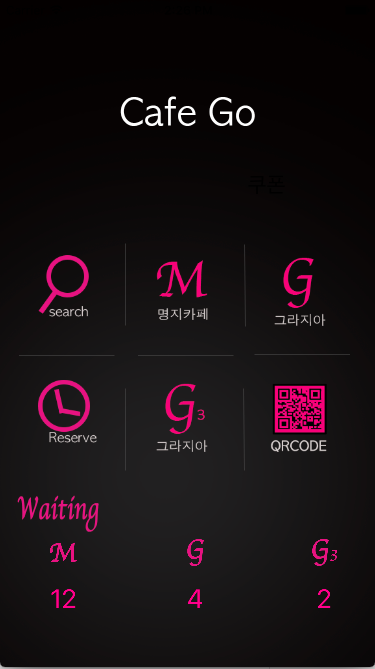 Cafe Go
쿠폰
search
M
명지카페
G
그라지아
Reserve
G3
그라지아
QRCODE
Waiting
M G G3
12 4 2